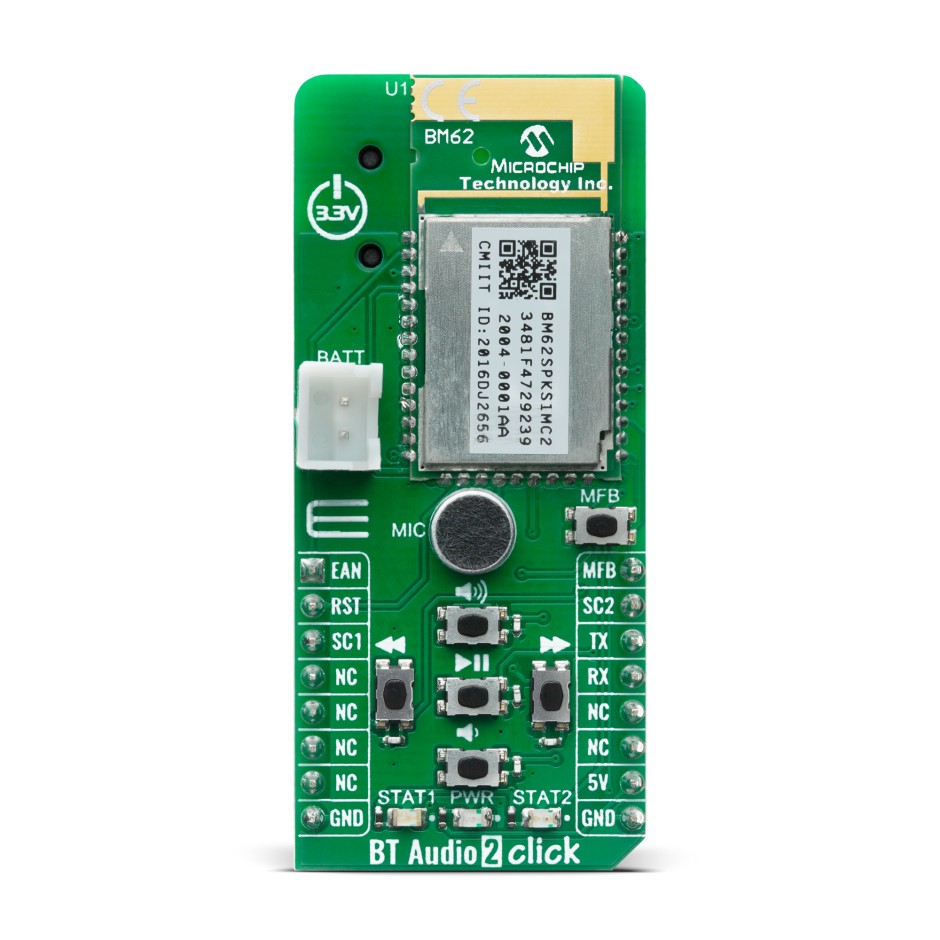 U1
CE
BM62
MICROCHIP
Technology Inc.
3.3V
BM62SPKS1MC2
3481F4729239
2004-0001AA
CMIIT ID:2016DJ2656
BATT
MFB
MIC
EAN
RST
SC1
NC
NC
NC
NC
GND
MFB
SC2
TX
RX
NC
NC
5V
GND
STAT1 PWR STAT2
BT Audio 2 click